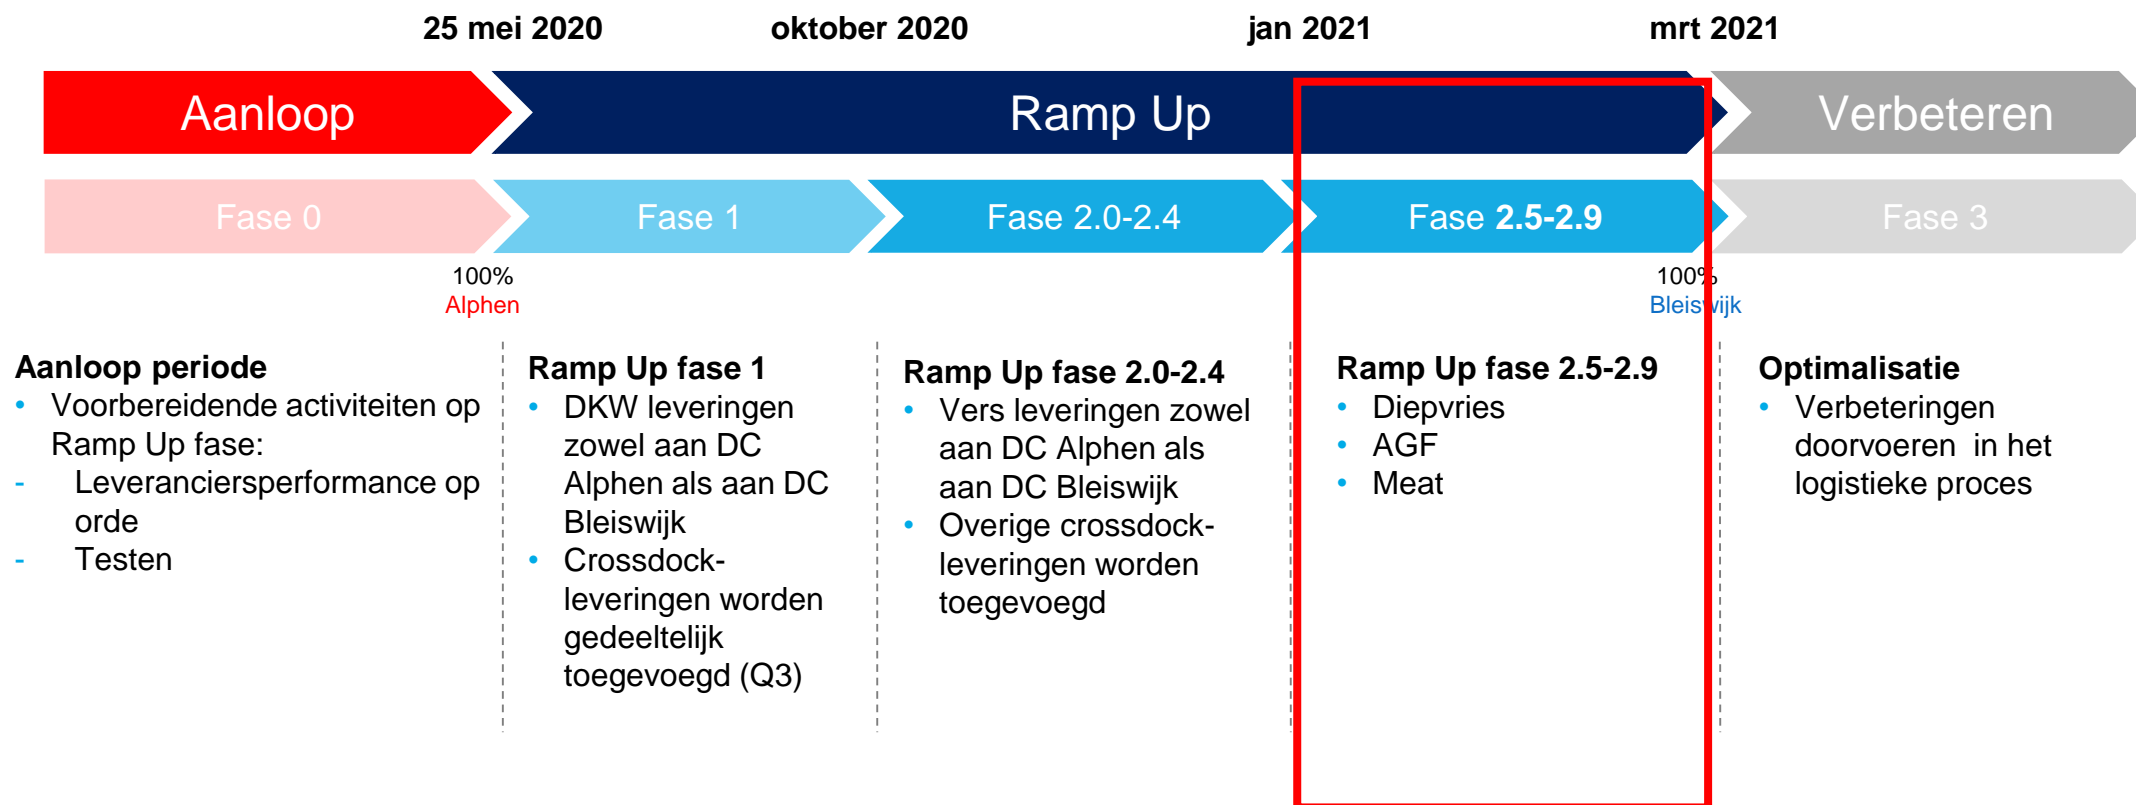 25 mei 2020
oktober 2020
jan 2021
mrt 2021
Aanloop
Ramp Up
Verbeteren
Fase 0
Fase 1
Fase 2.0-2.4
Fase 2.5-2.9
Fase 3
100%
Alphen
100%
Bleiswijk
Aanloop periode
• Voorbereidende activiteiten op
Ramp Up fase:
- Leveranciersperformance op
orde
- Testen
Ramp Up fase 1
• DKW leveringen
zowel aan DC
Alphen als aan DC
Bleiswijk
• Crossdock-
leveringen worden
gedeeltelijk
toegevoegd (Q3)
Ramp Up fase 2.0-2.4
• Vers leveringen zowel
aan DC Alphen als
aan DC Bleiswijk
• Overige crossdock-
leveringen worden
toegevoegd
Ramp Up fase 2.5-2.9
• Diepvries
• AGF
• Meat
Optimalisatie
• Verbeteringen
doorvoeren in het
logistieke proces